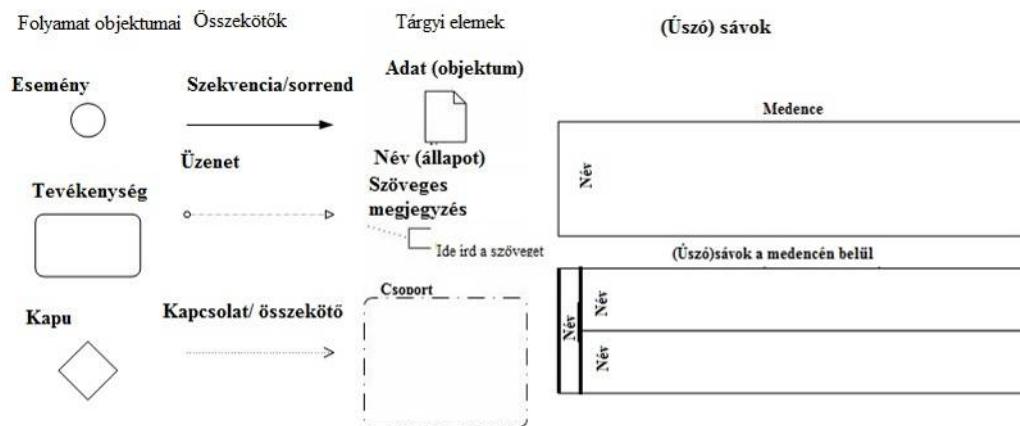 Folyamat objektumai
Esemény
Tevékenység
Kapu
Összekötők
Szekvencia/sorrend
Üzenet
Kapcsolat/ összekötő
Tárgyi elemek
Adat (objektum)
Név (állapot)
Szöveges
megjegyzés
Ide írd a szöveget
Csoport
(Úszó) sávok
Medence
Név
(Úszó)sávok a medencén belül
Név
Név
Név